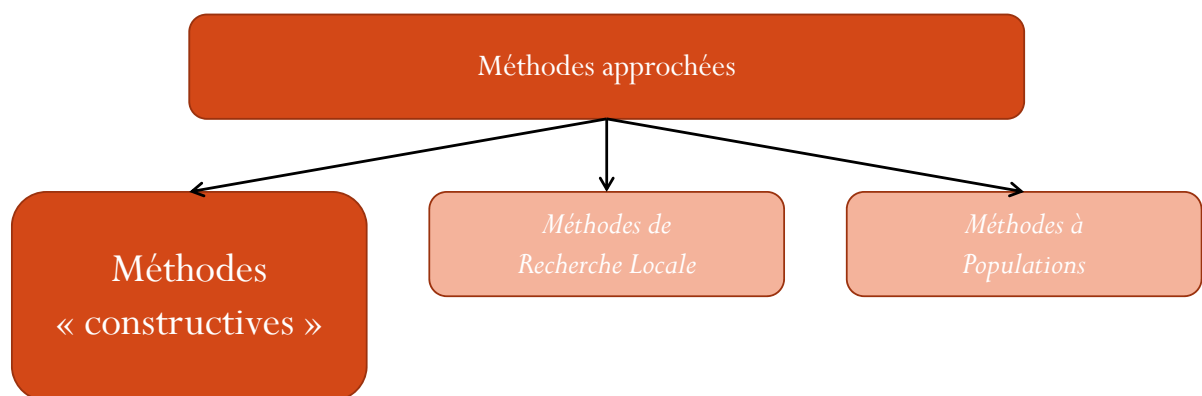 Méthodes approchées
Méthodes
« constructives »
Méthodes de
Recherche Locale
Méthodes à
Populations